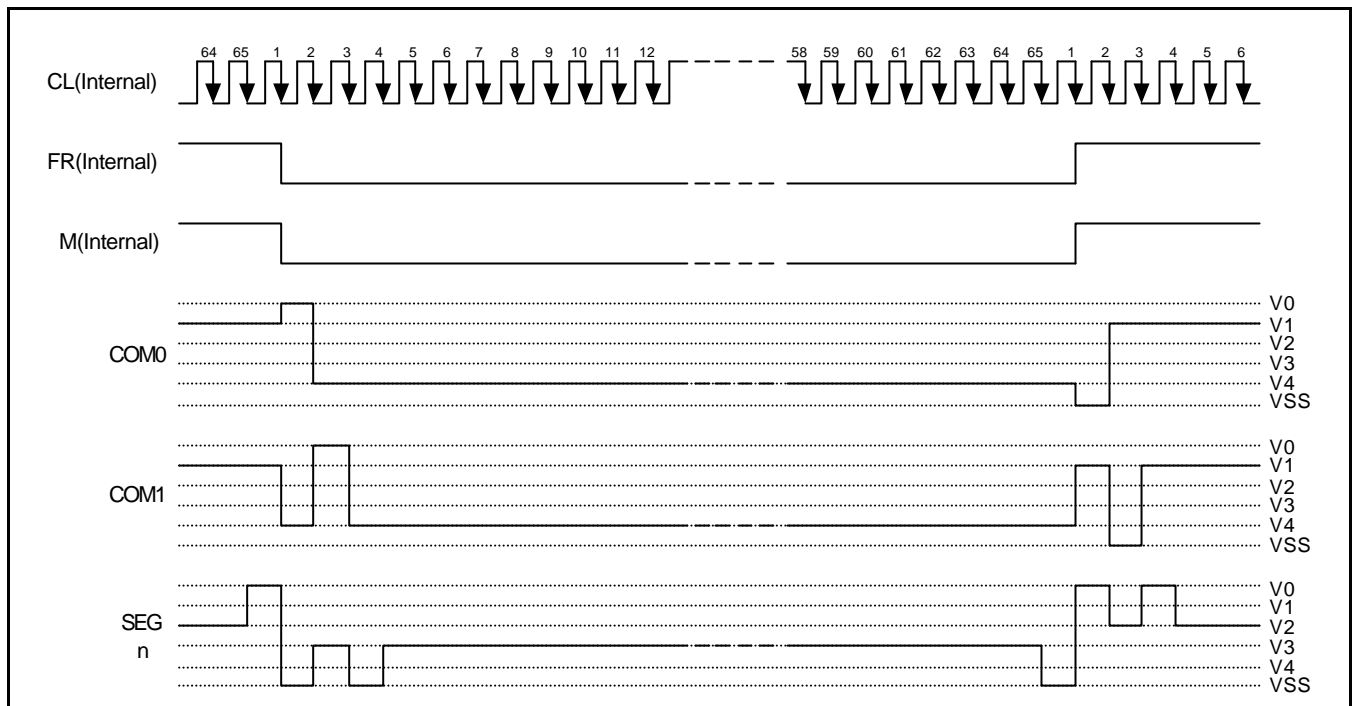 64 65 1 2 3 4 5 6 7 8 9 10 11 12 58 59 60 61 62 63 64 65 1 2 3 4 5 6
CL(Internal)
FR(Internal)
M(Internal)
V0
V1
V2
COM0
V3
V4
VSS
V0
V1
V2
COM1
V3
V4
VSS
V0
V1
SEG
V2
n
V3
V4
VSS